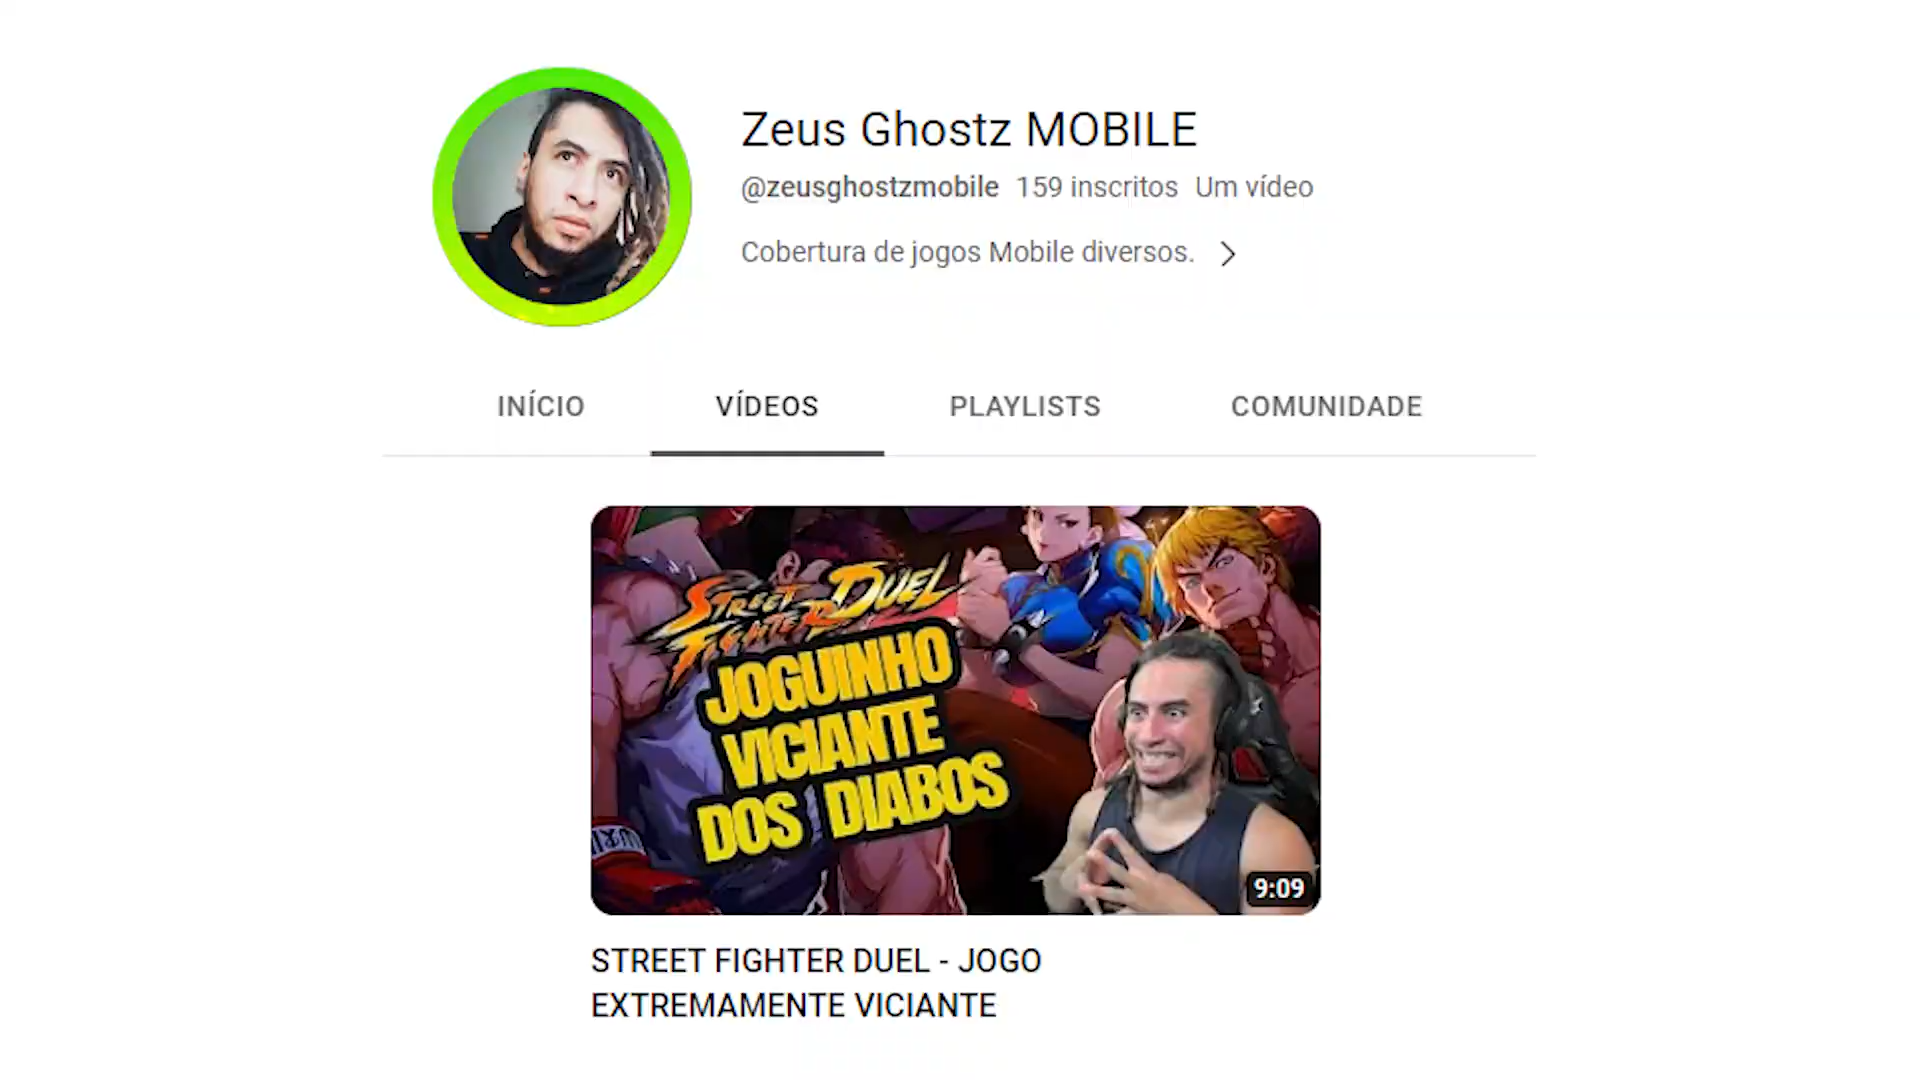 Zeus Ghostz MOBILE
@zeusghostzmobile 159 inscritos Um vídeo
Cobertura de jogos Mobile diversos.
INÍCIO VÍDEOS PLAYLISTS COMUNIDADE
STREET DUEL
FIGHTER
JOGUINHO
VICIANTE
DOS DIABOS
9:09
STREET FIGHTER DUEL - JOGO
EXTREMAMENTE VICIANTE